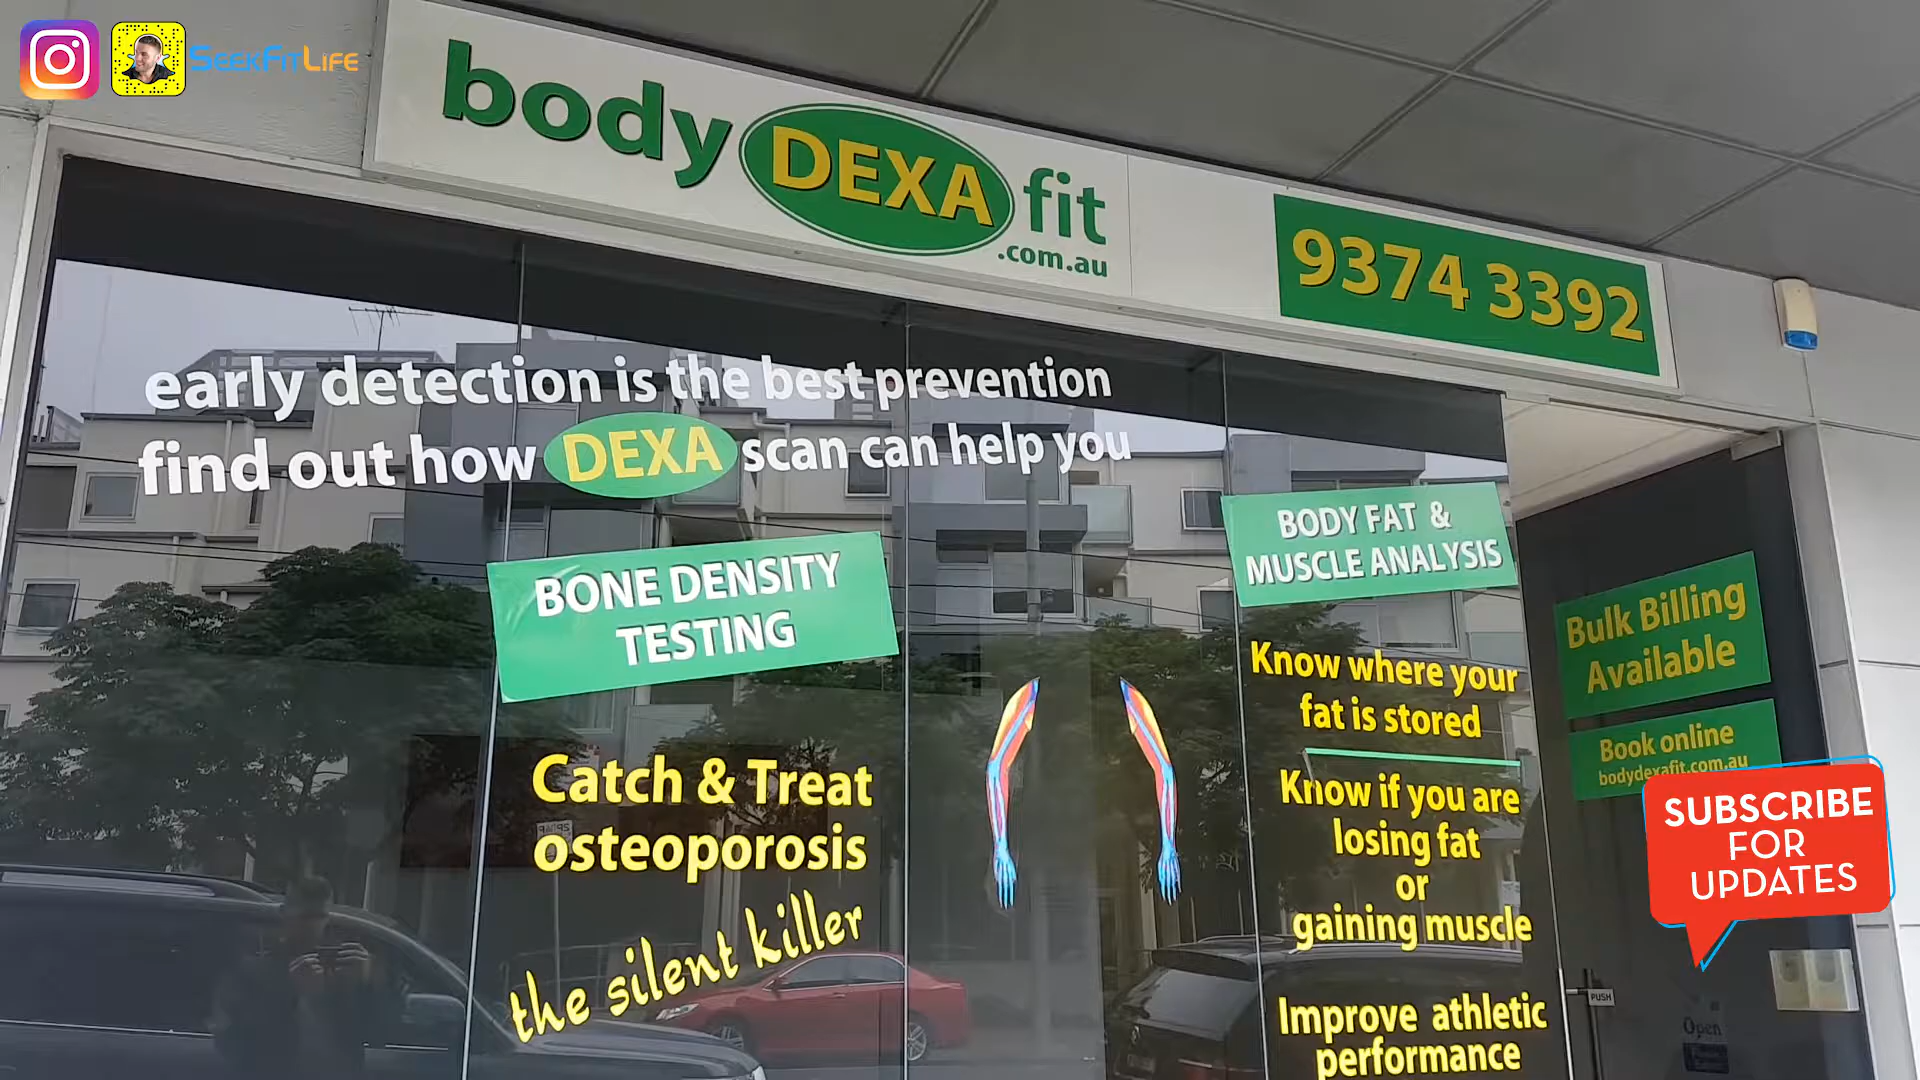 SEEKFITLIFE
body DEXA fit
.com.au
9374 3392
early detection is the best prevention
find out how DEXA scan can help you
BONE DENSITY
TESTING
Catch & Treat
osteoporosis
the silent killer
BODY FAT &
MUSCLE ANALYSIS
Know where your
fat is stored
Know if you are
losing fat
or
gaining muscle
Improve athletic
performance
Bulk Billing
Available
Book online
bodydexafit.com.au
SUBSCRIBE
FOR
UPDATES
PUSH
Open